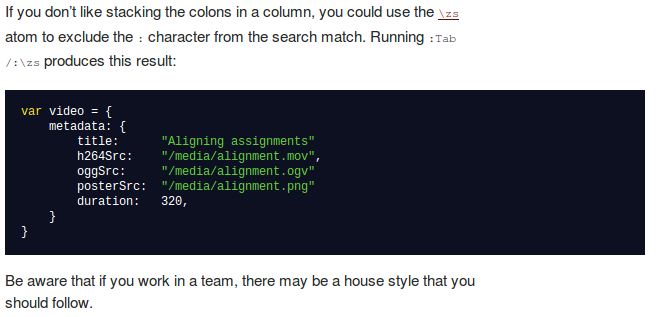 If you don’t like stacking the colons in a column, you could use the \zs
atom to exclude the : character from the search match. Running :Tab
/:\zs produces this result:
var video = {
    metadata: {
        title:      "Aligning assignments"
        h264Src:    "/media/alignment.mov",
        oggSrc:     "/media/alignment.ogv"
        posterSrc:  "/media/alignment.png"
        duration:   320,
    }
}
Be aware that if you work in a team, there may be a house style that you
should follow.